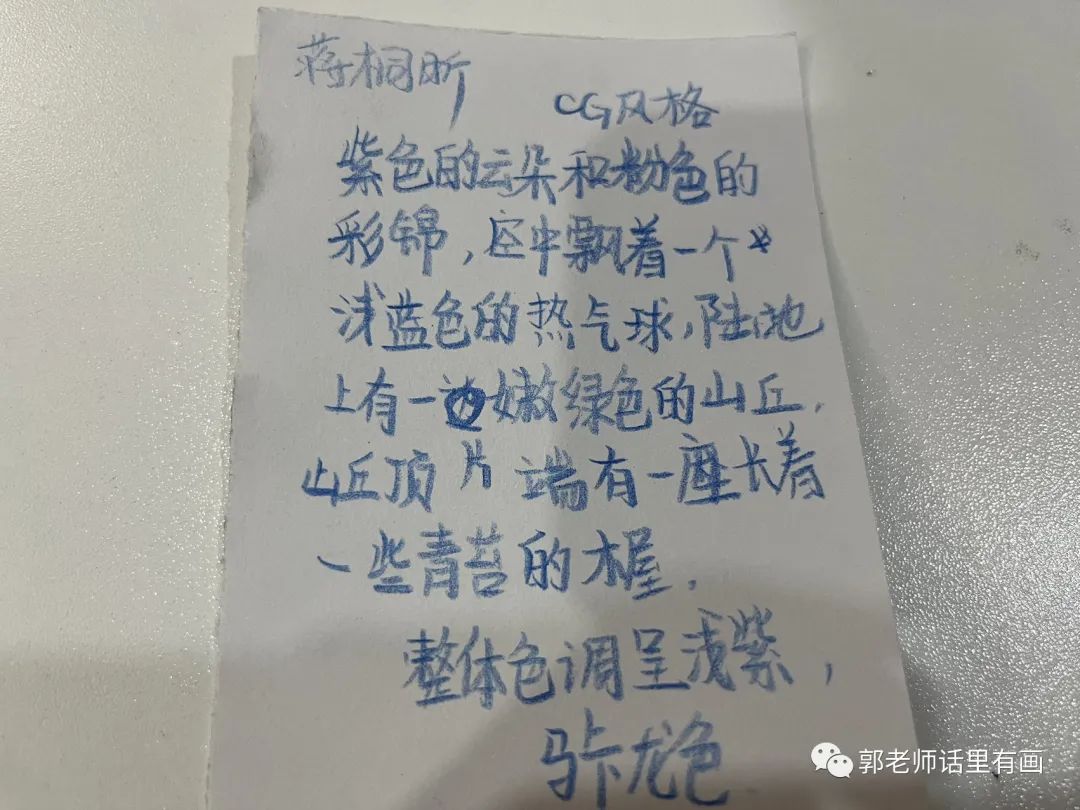 蒋桐昕
CG风格
紫色的云朵和粉色的
彩锦,空中飘着一个
浅蓝色的热气球,陆地
上有一边嫩绿色的山丘.
山丘顶片端有一座长着
一些青苔的木屋.
整体色调呈浅紫,
马卡龙色
郭老师话里有画